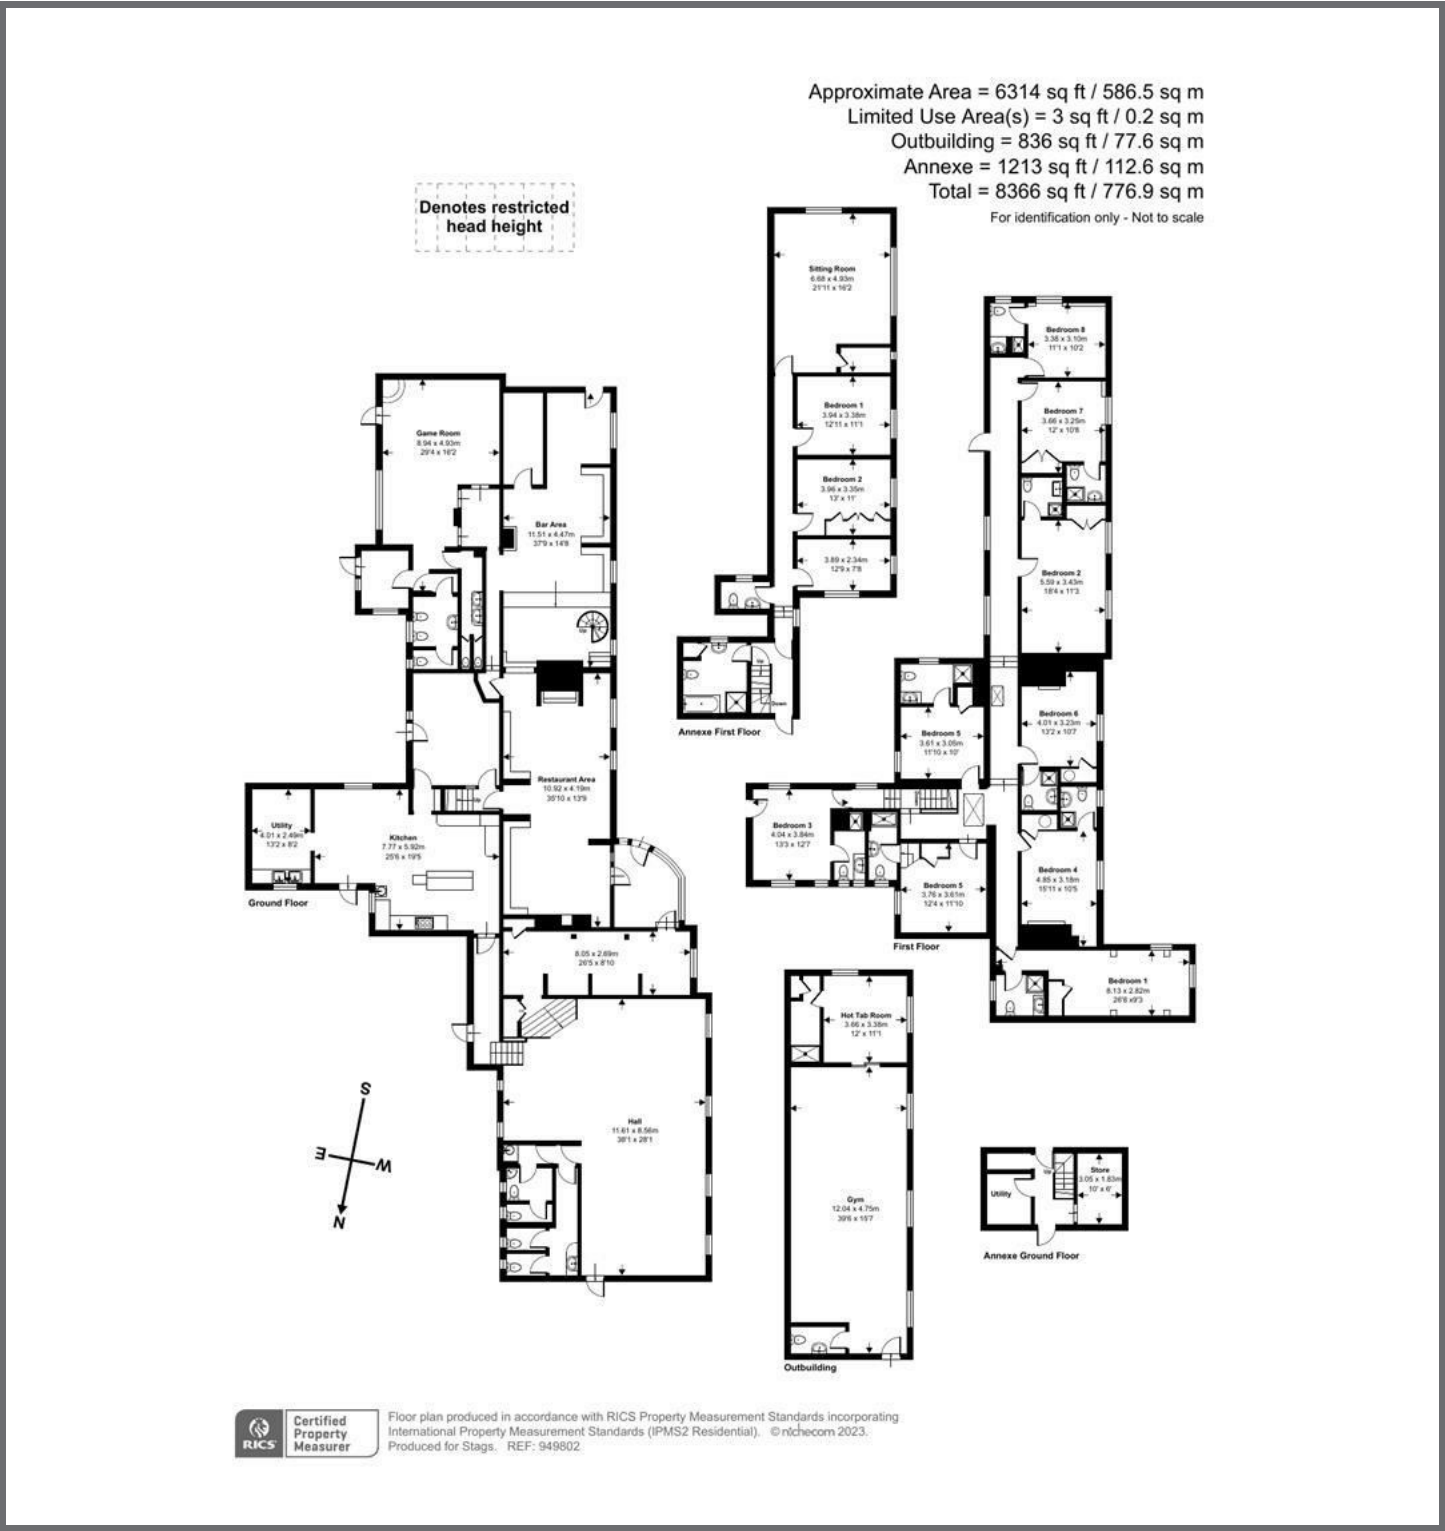 Approximate Area = 6314 sq ft / 586.5 sq m
Limited Use Area(s) = 3 sq ft / 0.2 sq m
Outbuilding = 836 sq ft / 77.6 sq m
Annexe = 1213 sq ft / 112.6 sq m
Total = 8366 sq ft / 776.9 sq m
For identification only - Not to scale
Denotes restricted
head height
Game Room
8.94 x 4.93m
29'4 x 16'2
Bar Area
11.51 x 4.47m
37'9 x 14'8
Up
Restaurant Area
10.92 x 4.19m
35'10 x 13'9
Up
Utility
4.01 x 2.49m
13'2 x 8'2
Kitchen
7.77 x 5.92m
25'6 x 19'5
Ground Floor
8.05 x 2.69m
26'5 x 8'10
Hall
11.61 x 8.56m
38'1 x 28'1
Sitting Room
6.68 x 4.93m
21'11 x 16'2
Bedroom 1
3.94 x 3.38m
12'11 x 11'1
Bedroom 2
3.96 x 3.35m
13' x 11'
3.89 x 2.34m
12'9 x 7'8
Up
Down
Annexe First Floor
Bedroom 8
3.38 x 3.10m
11'1 x 10'2
Bedroom 7
3.66 x 3.25m
12' x 10'8
Bedroom 2
5.59 x 3.43m
18'4 x 11'3
Bedroom 6
4.01 x 3.23m
13'2 x 10'7
Bedroom 5
3.61 x 3.05m
11'10 x 10'
Down
Bedroom 3
4.04 x 3.84m
13'3 x 12'7
Bedroom 5
3.76 x 3.61m
12'4 x 11'10
Bedroom 4
4.85 x 3.18m
15'11 x 10'5
First Floor
Bedroom 1
8.13 x 2.82m
26'8 x9'3
Hot Tab Room
3.66 x 3.38m
12' x 11'1
Gym
12.04 x 4.75m
39'6 x 15'7
Outbuilding
Up
Utility
Store
3.05 x 1.83m
10' x 6'
Annexe Ground Floor
S
E
W
N
RICS
Certified
Property
Measurer
Floor plan produced in accordance with RICS Property Measurement Standards incorporating
International Property Measurement Standards (IPMS2 Residential). © nichecom 2023.
Produced for Stags. REF: 949802